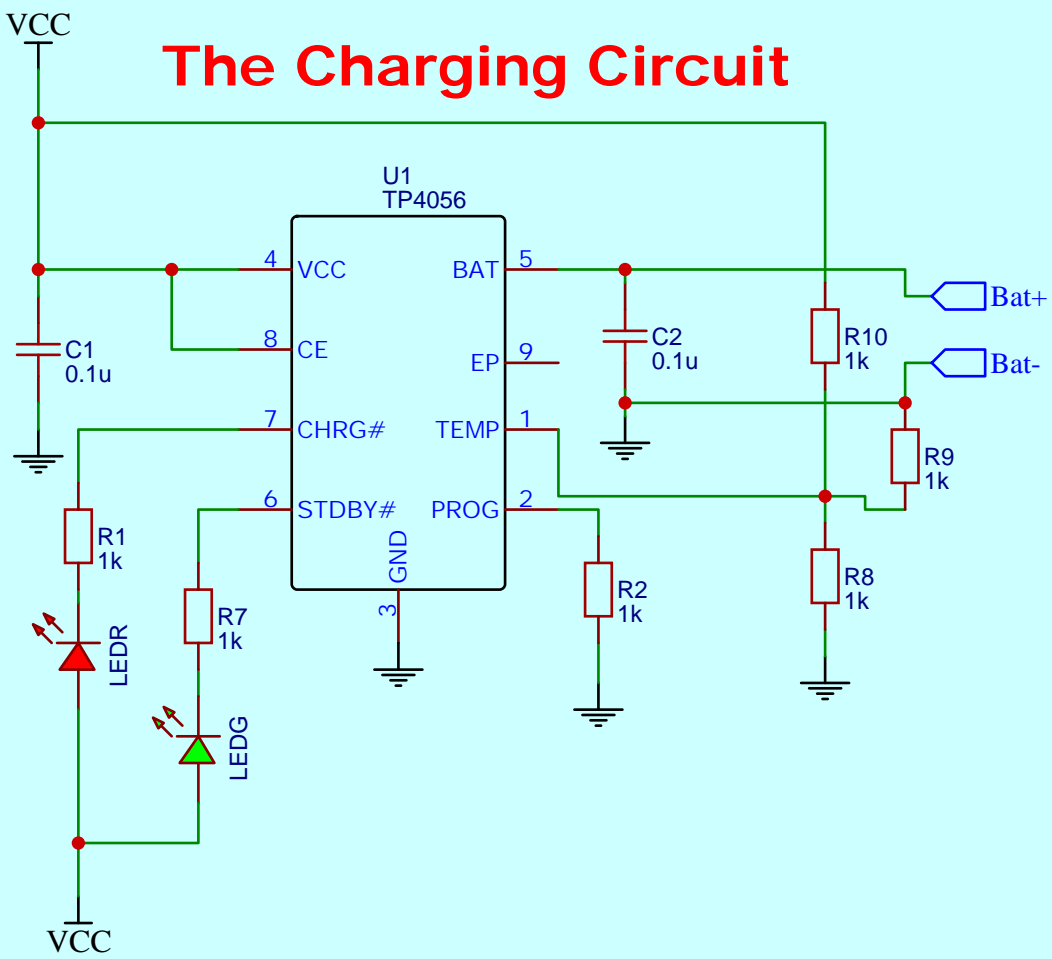 VCC
The Charging Circuit
U1
TP4056
4
VCC
BAT
5
Bat+
8
CE
C1
0.1u
C2
0.1u
R10
1k
EP
9
Bat-
7
CHRG#
TEMP
1
R9
1k
6
STDBY#
PROG
2
R1
1k
GND
3
R8
1k
R2
1k
R7
1k
LEDR
LEDG
VCC